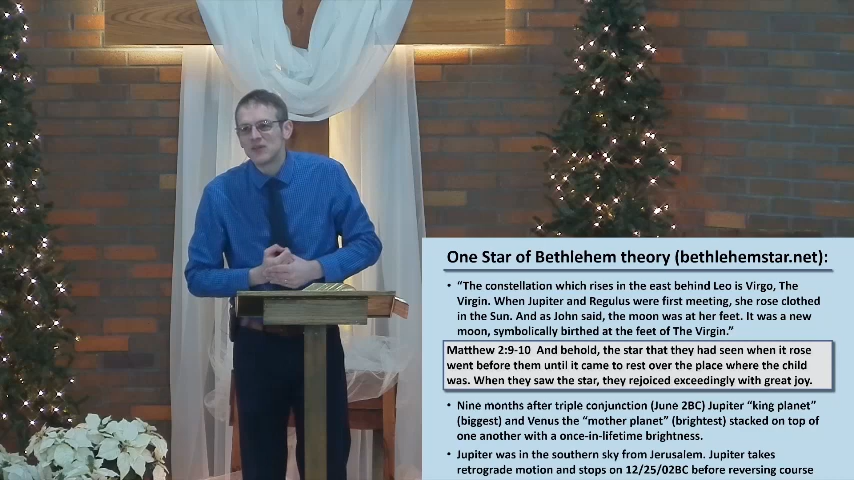 One Star of Bethlehem theory (bethlehemstar.net):
• “The constellation which rises in the east behind Leo is Virgo, The
Virgin. When Jupiter and Regulus were first meeting, she rose clothed
in the Sun. And as John said, the moon was at her feet. It was a new
moon, symbolically birthed at the feet of The Virgin.”
Matthew 2:9-10 And behold, the star that they had seen when it rose
went before them until it came to rest over the place where the child
was. When they saw the star, they rejoiced exceedingly with great joy.
• Nine months after triple conjunction (June 2BC) Jupiter “king planet”
(biggest) and Venus the “mother planet” (brightest) stacked on top of
one another with a once-in-lifetime brightness.
• Jupiter was in the southern sky from Jerusalem. Jupiter takes
retrograde motion and stops on 12/25/02BC before reversing course